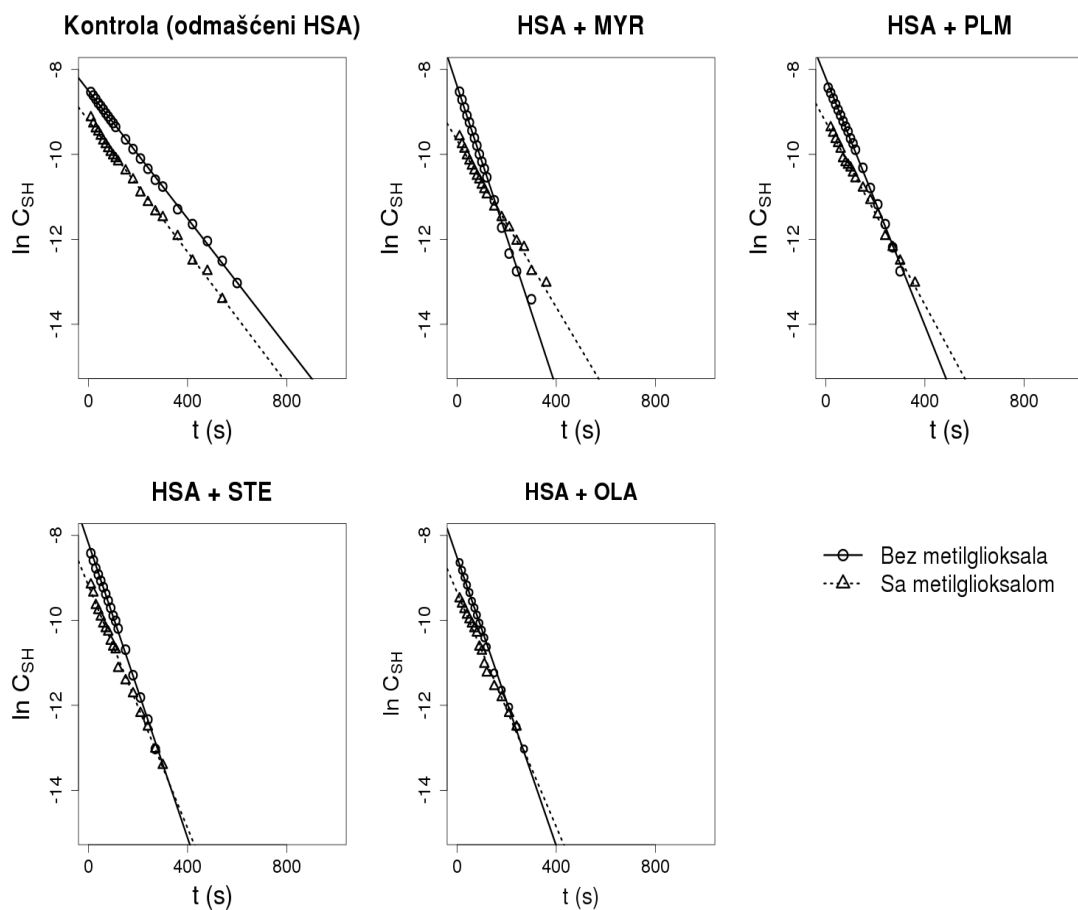 Kontrola (odmašćeni HSA)
HSA + MYR
HSA + PLM
ln C_SH
-8
-10
-12
-14
0
400
800
t (s)
ln C_SH
-8
-10
-12
-14
0
400
800
t (s)
ln C_SH
-8
-10
-12
-14
0
400
800
t (s)
HSA + STE
HSA + OLA
ln C_SH
-8
-10
-12
-14
0
400
800
t (s)
ln C_SH
-8
-10
-12
-14
0
400
800
t (s)
Bez metilglioksala
Sa metilglioksalom